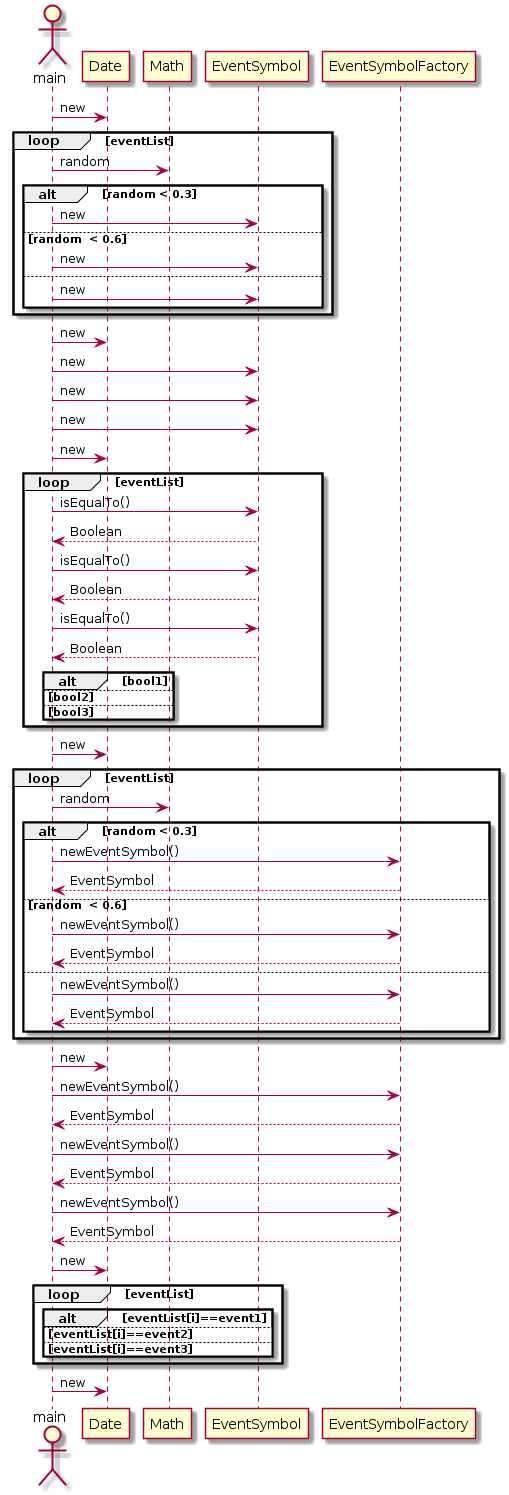 main
Date Math EventSymbol EventSymbolFactory
new
loop [eventList]
random
alt [random < 0.3]
new
[random < 0.6]
new
new
new
new
new
new
new
loop [eventList]
isEqualTo()
Boolean
isEqualTo()
Boolean
isEqualTo()
Boolean
alt [bool1]
[bool2]
[bool3]
new
loop [eventList]
random
alt [random < 0.3]
newEventSymbol()
EventSymbol
[random < 0.6]
newEventSymbol()
EventSymbol
newEventSymbol()
EventSymbol
new
newEventSymbol()
EventSymbol
newEventSymbol()
EventSymbol
newEventSymbol()
EventSymbol
new
loop [eventList]
alt [eventList[i]==event1]
[eventList[i]==event2]
[eventList[i]==event3]
new
main
Date Math EventSymbol EventSymbolFactory